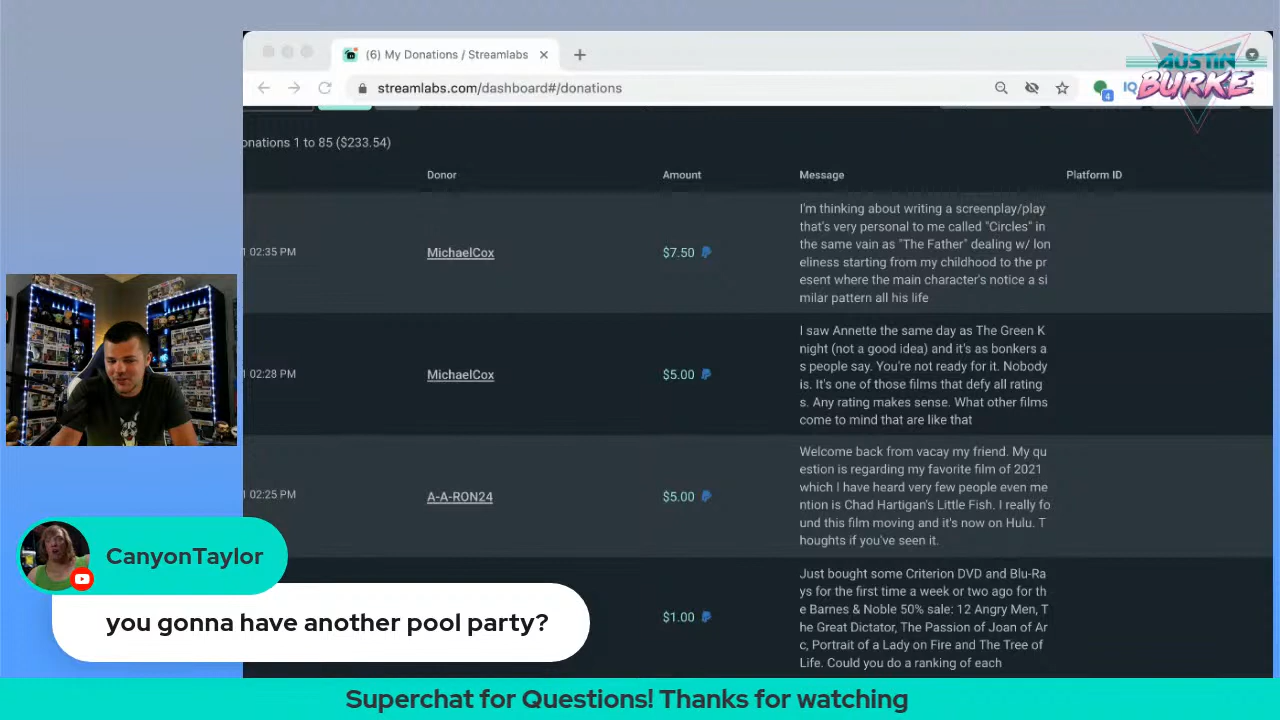 (6) My Donations / Streamlabs
streamlabs.com/dashboard#/donations
4
IQ
AUSTIN
BURKE
onations 1 to 85 ($233.54)
Donor
Amount
Message
Platform ID
02:35 PM
MichaelCox
$7.50
I'm thinking about writing a screenplay/play
that's very personal to me called "Circles" in
the same vain as "The Father" dealing w/ lon
eliness starting from my childhood to the pr
esent where the main character's notice a si
milar pattern all his life
02:28 PM
MichaelCox
$5.00
I saw Annette the same day as The Green K
night (not a good idea) and it's as bonkers a
s people say. You're not ready for it. Nobody
is. It's one of those films that defy all rating
s. Any rating makes sense. What other films
come to mind that are like that
02:25 PM
A-A-RON24
$5.00
Welcome back from vacay my friend. My qu
estion is regarding my favorite film of 2021
which I have heard very few people even me
ntion is Chad Hartigan's Little Fish. I really fo
und this film moving and it's now on Hulu. T
houghts if you've seen it.
$1.00
Just bought some Criterion DVD and Blu-Ra
ys for the first time a week or two ago for th
e Barnes & Noble 50% sale: 12 Angry Men, T
he Great Dictator, The Passion of Joan of Ar
c, Portrait of a Lady on Fire and The Tree of
Life. Could you do a ranking of each
CanyonTaylor
you gonna have another pool party?
Superchat for Questions! Thanks for watching